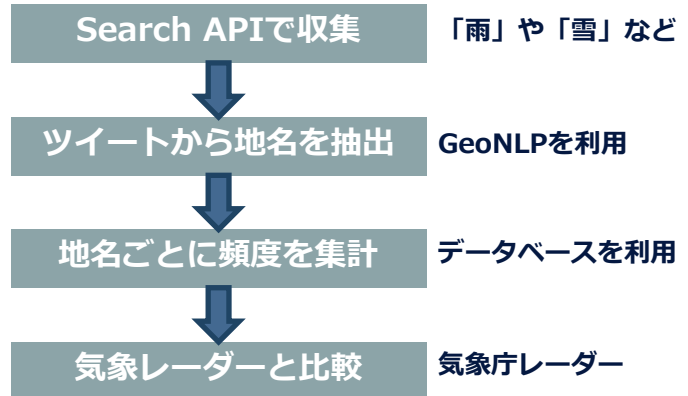 Search APIで収集
「雨」や「雪」など
ツイートから地名を抽出
GeoNLPを利用
地名ごとに頻度を集計
データベースを利用
気象レーダーと比較
気象庁レーダー